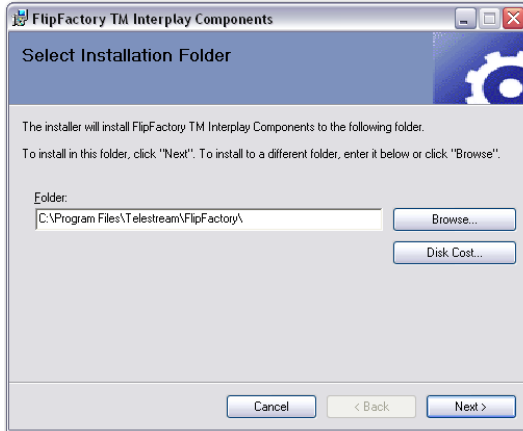 FlipFactory TM Interplay Components
Select Installation Folder
The installer will install FlipFactory TM Interplay Components to the following folder.
To install in this folder, click "Next". To install to a different folder, enter it below or click "Browse".
Folder:
C:\Program Files\Telestream\FlipFactory\
Browse...
Disk Cost...
Cancel
< Back
Next >